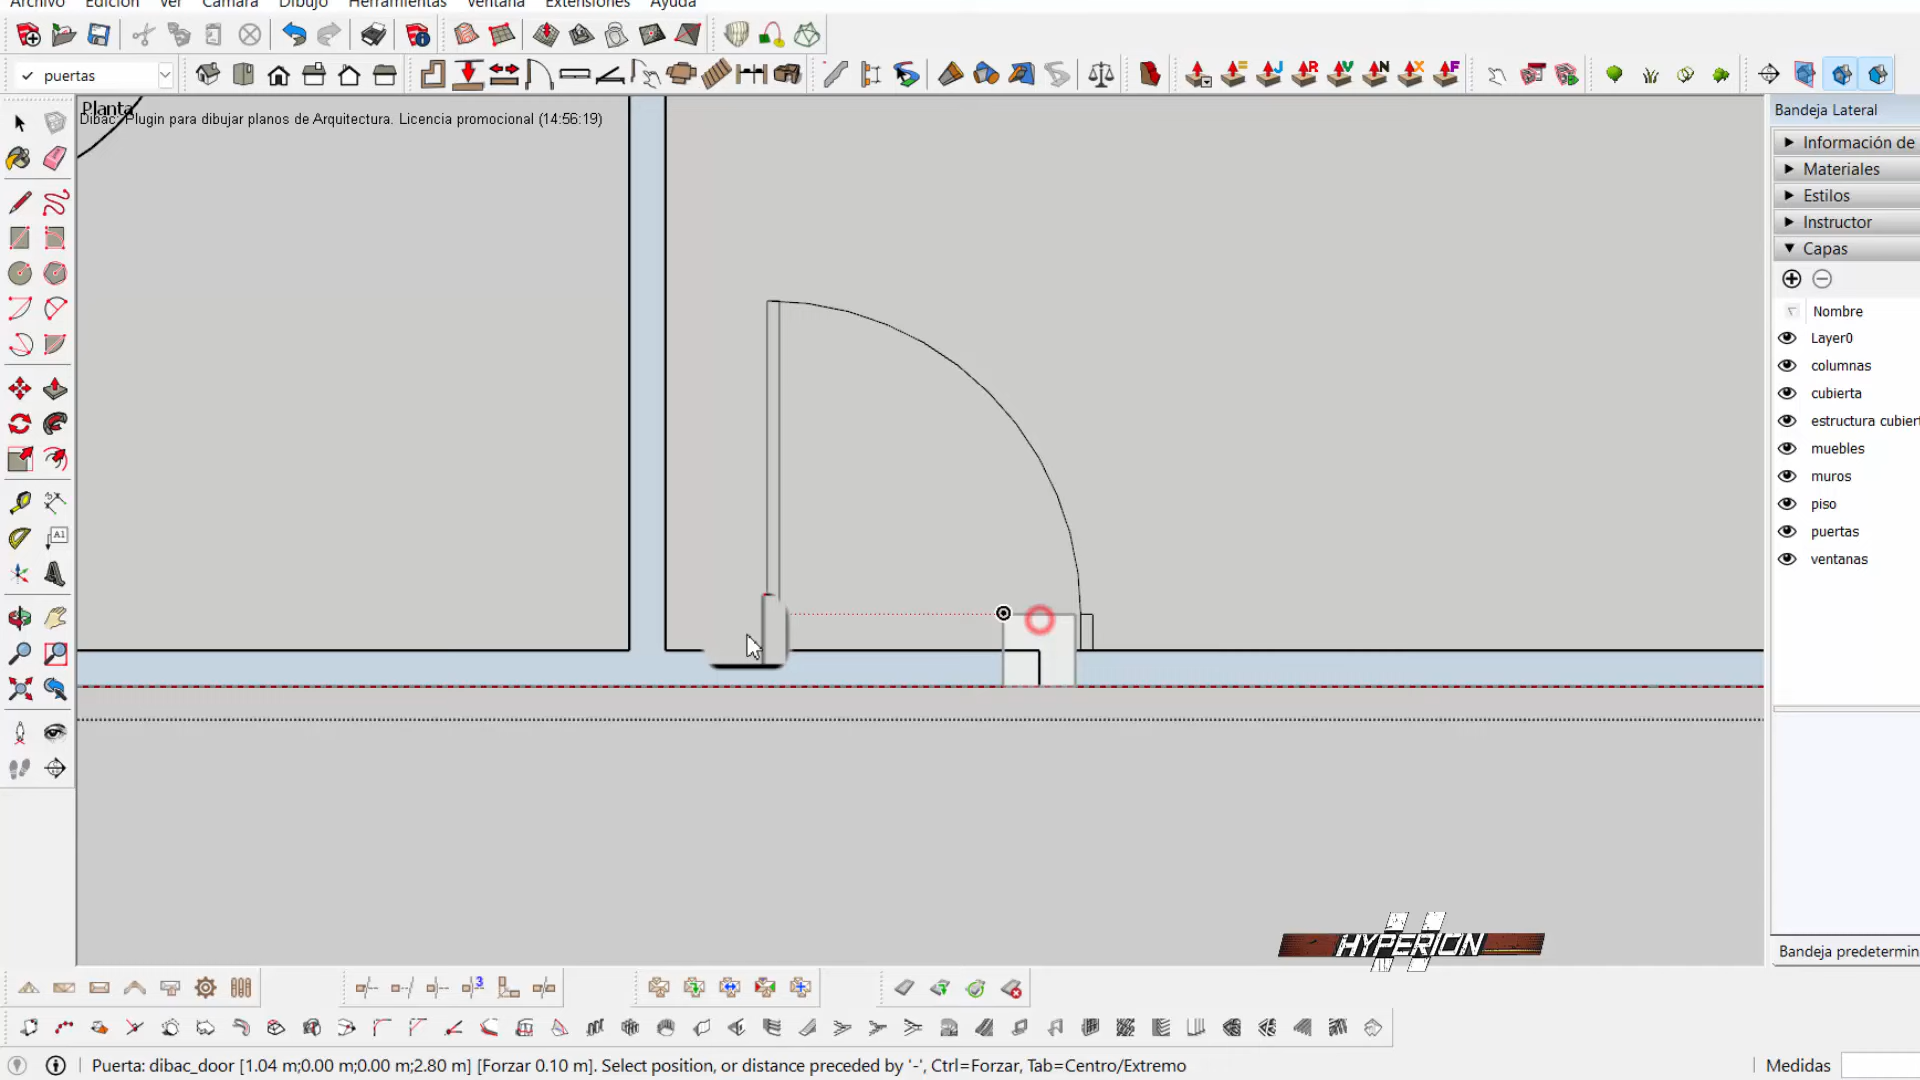 Archivo Edición Ver Cámara Dibujo Herramientas Ventana Extensiones Ayuda
✓ puertas
Planta
Dibac: Plugin para dibujar planos de Arquitectura. Licencia promocional (14:56:19)
Bandeja Lateral
Información de
Materiales
Estilos
Instructor
Capas
Nombre
Layer0
columnas
cubierta
estructura cubiert
muebles
muros
piso
puertas
ventanas
HYPERION
Bandeja predetermin
Puerta: dibac_door [1.04 m;0.00 m;0.00 m;2.80 m] [Forzar 0.10 m]. Select position, or distance preceded by '-', Ctrl=Forzar, Tab=Centro/Extremo
Medidas